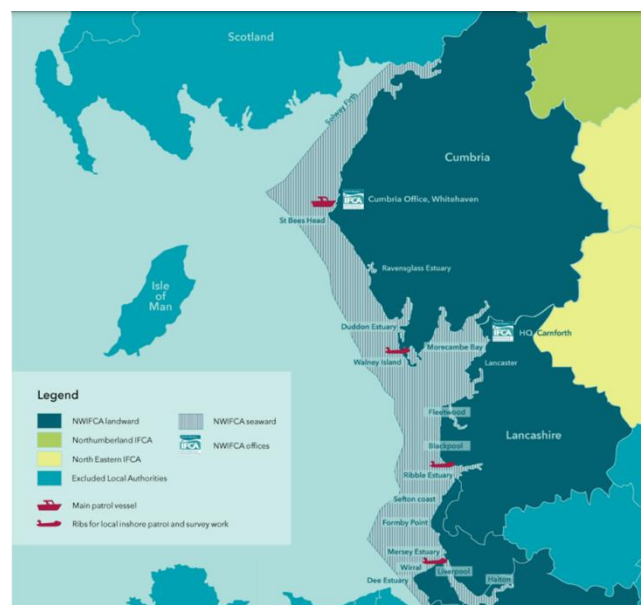 Scotland
Solway Firth
Cumbria
IFCA
Cumbria Office, Whitehaven
St Bees Head
Ravensglass Estuary
Isle
of
Man
Duddon Estuary
Morecambe Bay
IFCA
HQ, Carnforth
Walney Island
Lancaster
Legend
NWIFCA landward
NWIFCA seaward
Northumberland IFCA
IFCA
NWIFCA offices
North Eastern IFCA
Excluded Local Authorities
Main patrol vessel
Ribs for local inshore patrol and survey work
Fleetwood
Blackpool
Lancashire
Ribble Estuary
Sefton coast
Formby Point
Mersey Estuary
Wirral
Liverpool
Dee Estuary
Halton